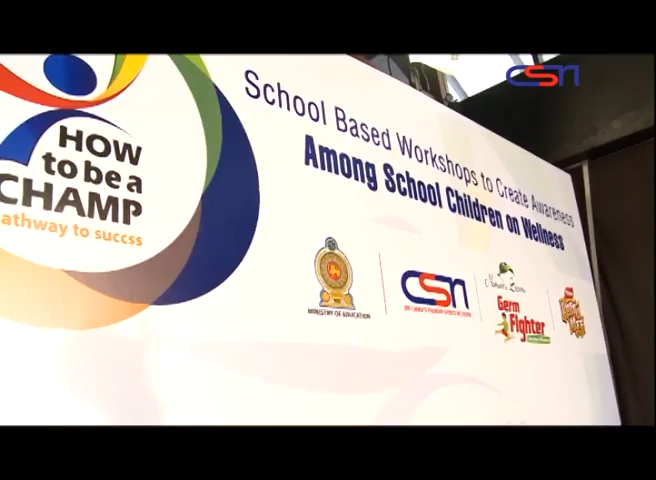 CSN
School Based Workshops to Create Awareness
Among School Children on Wellness
HOW
to be a
CHAMP
athway to succss
MINISTRY OF EDUCATION
CSN
Germ
Fighter